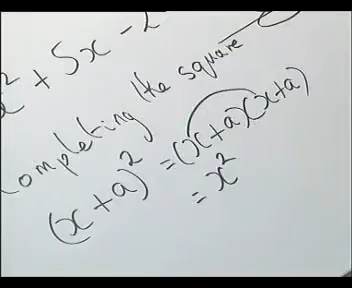 x² + 5x - 2
completing the square
(x+a)² = (x+a)(x+a)
= x²